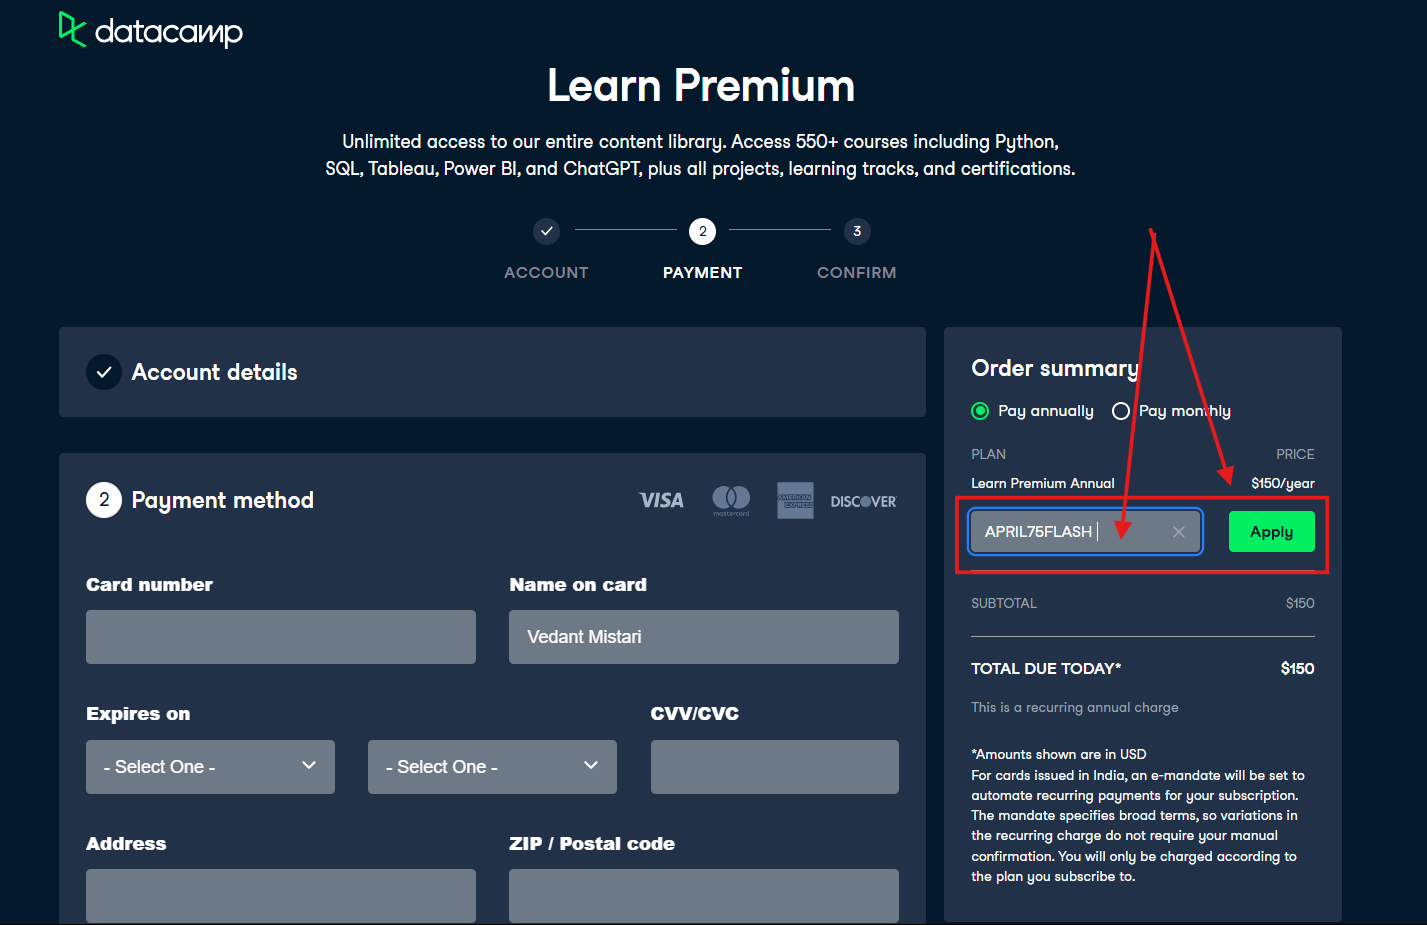 datacamp
Learn Premium
Unlimited access to our entire content library. Access 550+ courses including Python,
SQL, Tableau, Power BI, and ChatGPT, plus all projects, learning tracks, and certifications.
2
3
ACCOUNT
PAYMENT
CONFIRM
Account details
2
Payment method
VISA
mastercard
AMERICAN EXPRESS
DISCOVER
Card number
Name on card
Vedant Mistari
Expires on
CVV/CVC
- Select One -
- Select One -
Address
ZIP / Postal code
Order summary
Pay annually
Pay monthly
PLAN
PRICE
Learn Premium Annual
$150/year
APRIL75FLASH
Apply
SUBTOTAL
$150
TOTAL DUE TODAY*
$150
This is a recurring annual charge
*Amounts shown are in USD
For cards issued in India, an e-mandate will be set to
automate recurring payments for your subscription.
The mandate specifies broad terms, so variations in
the recurring charge do not require your manual
confirmation. You will only be charged according to
the plan you subscribe to.